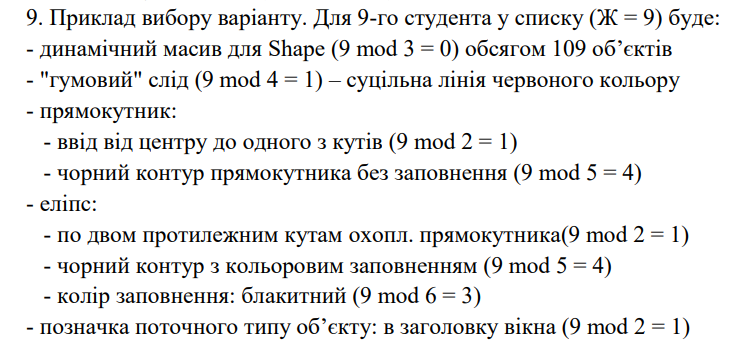 9. Приклад вибору варіанту. Для 9-го студента у списку (Ж = 9) буде:
- динамічний масив для Shape (9 mod 3 = 0) обсягом 109 об’єктів
- "гумовий" слід (9 mod 4 = 1) – суцільна лінія червоного кольору
- прямокутник:
- ввід від центру до одного з кутів (9 mod 2 = 1)
- чорний контур прямокутника без заповнення (9 mod 5 = 4)
- еліпс:
- по двом протилежним кутам охопл. прямокутника(9 mod 2 = 1)
- чорний контур з кольоровим заповненням (9 mod 5 = 4)
- колір заповнення: блакитний (9 mod 6 = 3)
- позначка поточного типу об’єкту: в заголовку вікна (9 mod 2 = 1)